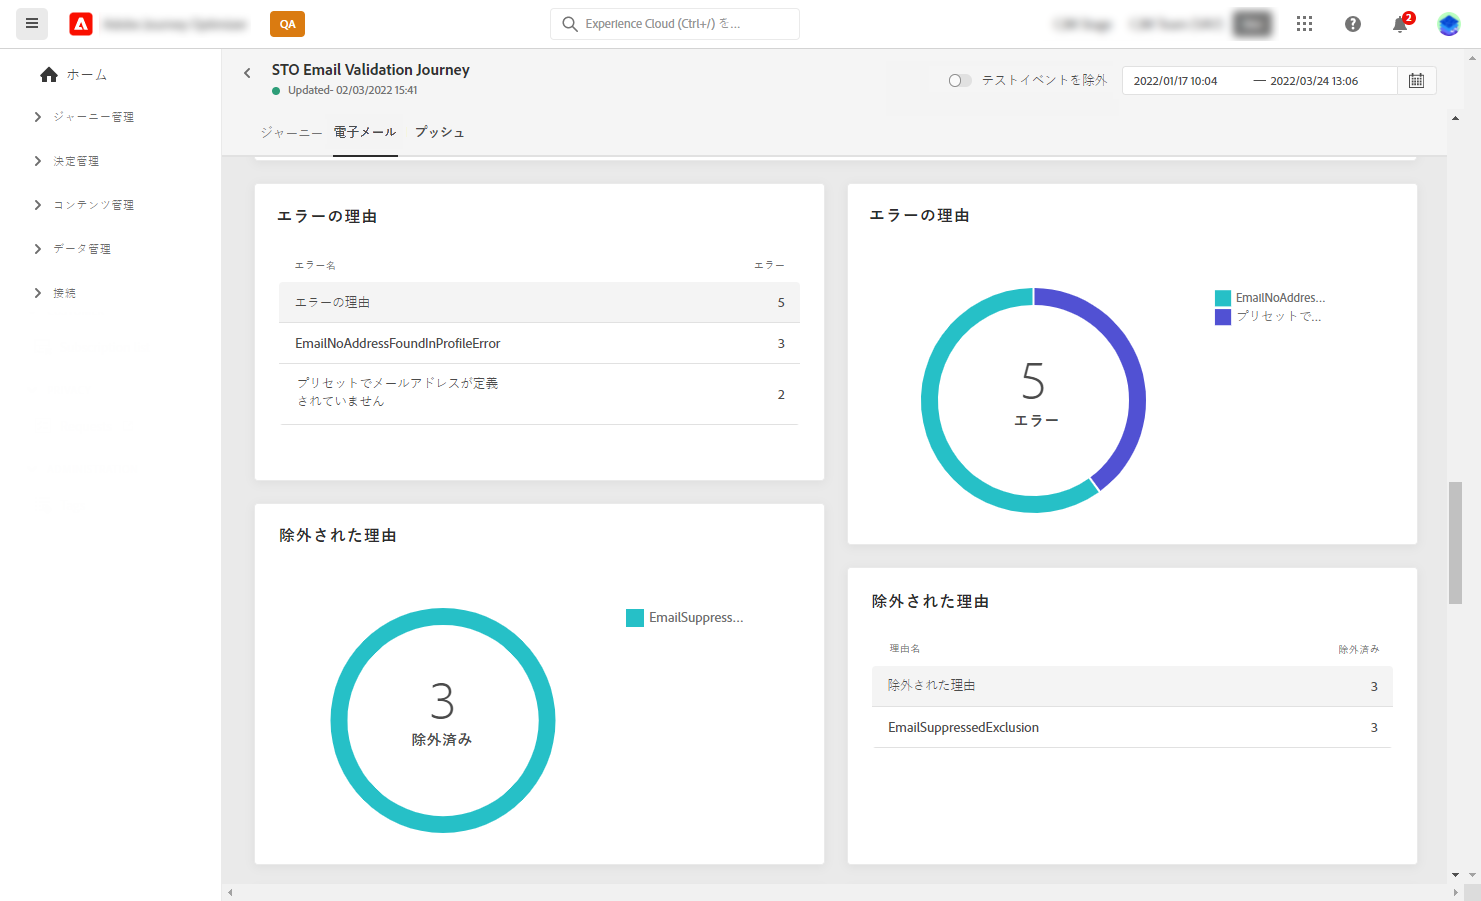 QA
Experience Cloud (Ctrl+/) を...
2
ホーム
ジャーニー管理
決定管理
コンテンツ管理
データ管理
接続
STO Email Validation Journey
Updated- 02/03/2022 15:41
テストイベントを除外
2022/01/17 10:04 — 2022/03/24 13:06
ジャーニー 電子メール プッシュ
エラーの理由
エラー名 エラー
エラーの理由 5
EmailNoAddressFoundInProfileError 3
プリセットでメールアドレスが定義
されていません 2
エラーの理由
5
エラー
EmailNoAddres...
プリセットで...
除外された理由
3
除外済み
EmailSuppress...
除外された理由
理由名 除外済み
除外された理由 3
EmailSuppressedExclusion 3